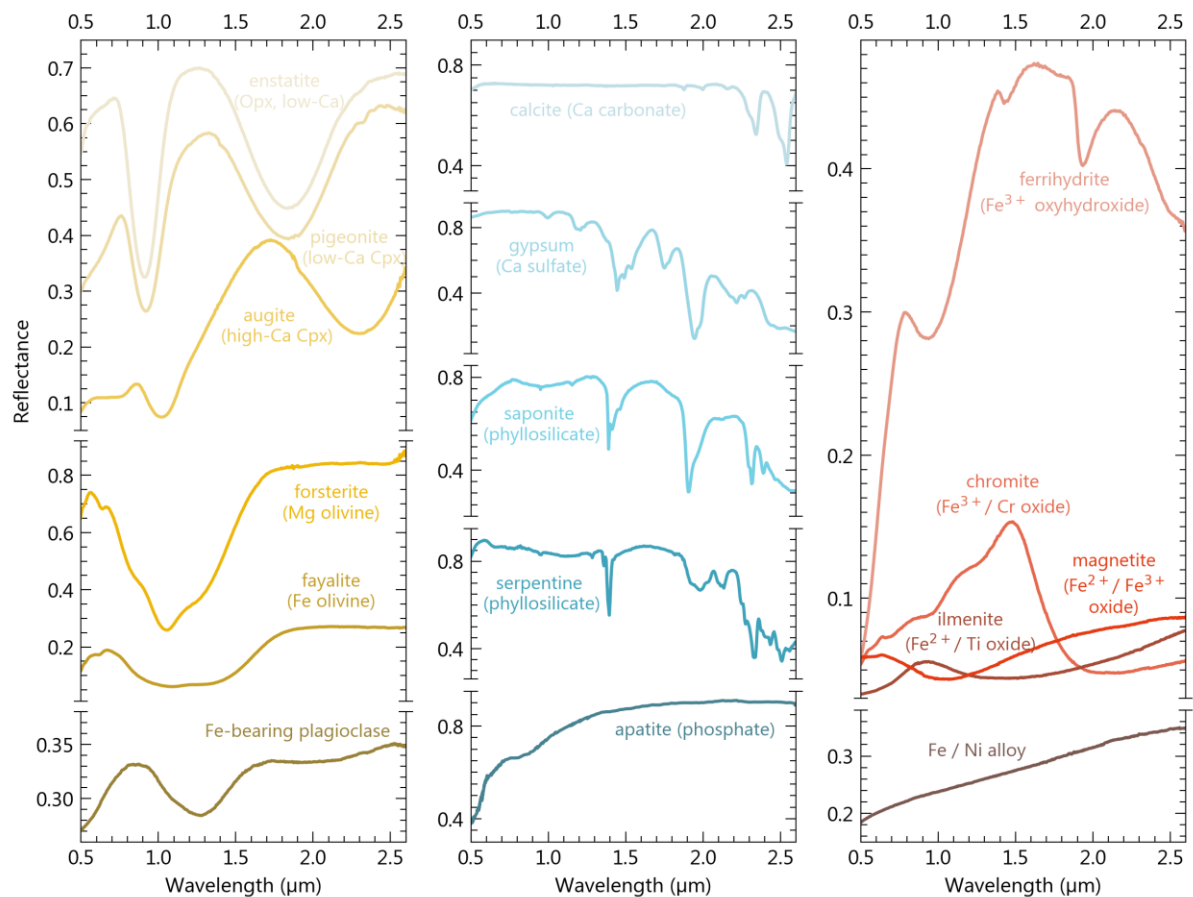 0.5 1.0 1.5 2.0 2.5
0.5 1.0 1.5 2.0 2.5
0.5 1.0 1.5 2.0 2.5
Reflectance
0.7
0.6
0.5
0.4
0.3
0.2
0.1
enstatite
(Opx, low-Ca)
pigeonite
(low-Ca Cpx)
augite
(high-Ca Cpx)
0.8
0.6
0.4
0.2
forsterite
(Mg olivine)
fayalite
(Fe olivine)
0.35
0.30
Fe-bearing plagioclase
0.5 1.0 1.5 2.0 2.5
Wavelength (μm)
0.8
0.4
calcite (Ca carbonate)
0.8
0.4
gypsum
(Ca sulfate)
0.8
0.4
saponite
(phyllosilicate)
0.8
0.4
serpentine
(phyllosilicate)
0.8
0.4
apatite (phosphate)
0.5 1.0 1.5 2.0 2.5
Wavelength (μm)
0.4
0.3
0.2
0.1
ferrihydrite
(Fe³⁺ oxyhydroxide)
chromite
(Fe³⁺/ Cr oxide)
magnetite
(Fe²⁺/ Fe³⁺
oxide)
ilmenite
(Fe²⁺/ Ti oxide)
0.3
0.2
Fe / Ni alloy
0.5 1.0 1.5 2.0 2.5
Wavelength (μm)